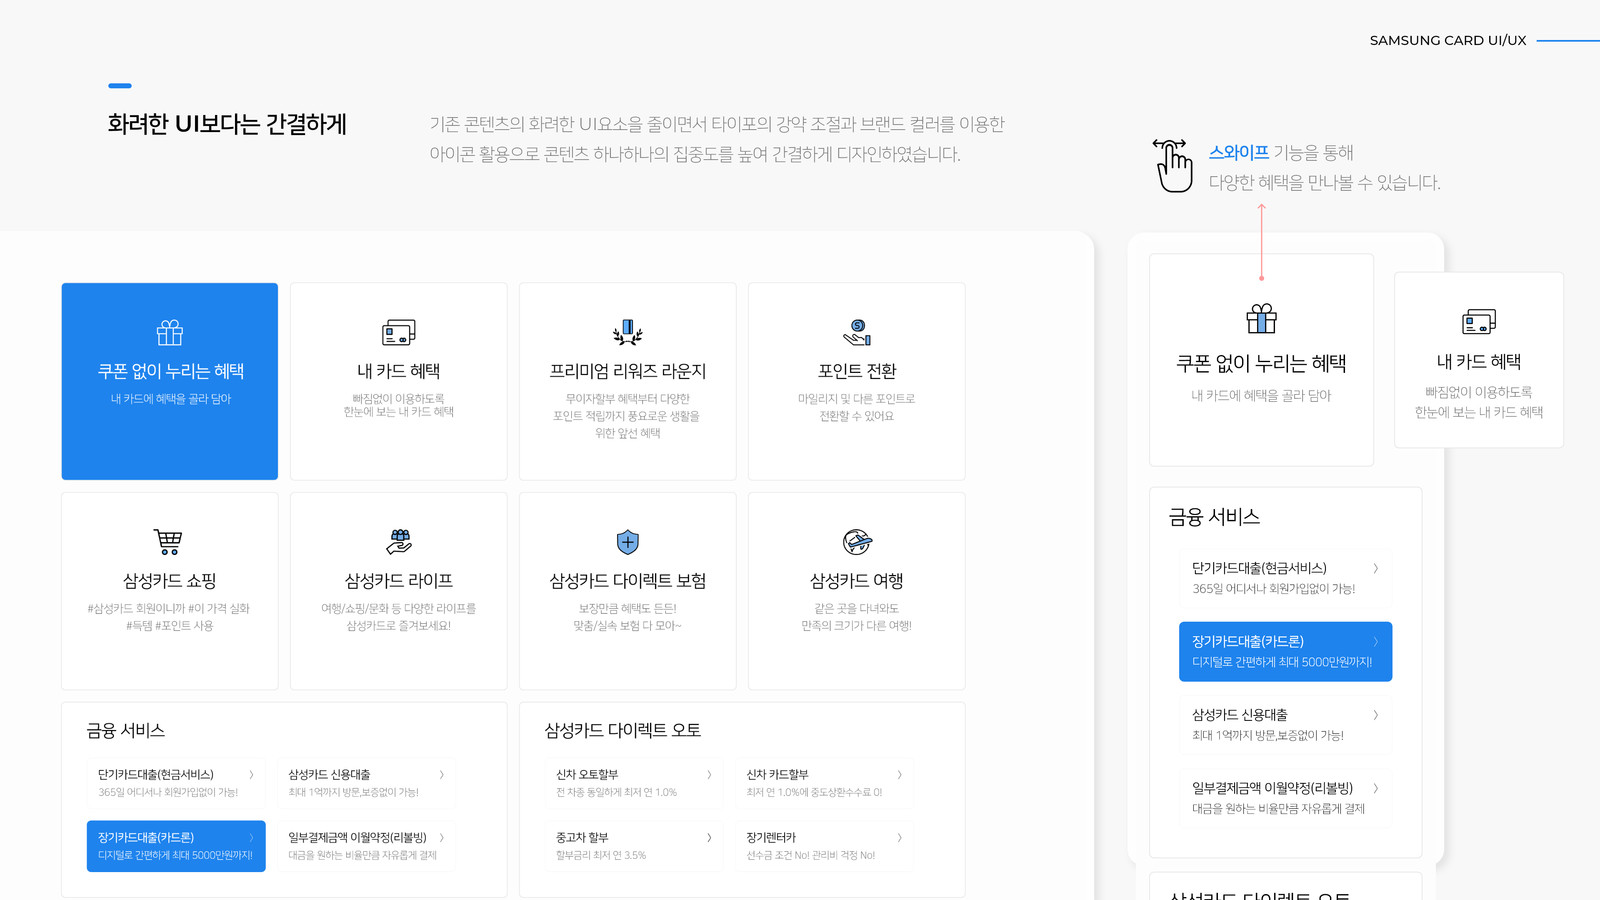 SAMSUNG CARD UI/UX
화려한 UI보다는 간결하게
기존 콘텐츠의 화려한 UI요소을 줄이면서 타이포의 강약 조절과 브랜드 컬러를 이용한
아이콘 활용으로 콘텐츠 하나하나의 집중도를 높여 간결하게 디자인하였습니다.
스와이프 기능을 통해
다양한 혜택을 만나볼 수 있습니다.
쿠폰 없이 누리는 혜택
내 카드에 혜택을 골라 담아
내 카드 혜택
빠짐없이 이용하도록
한눈에 보는 내 카드 혜택
프리미엄 리워즈 라운지
무이자할부 혜택부터 다양한
포인트 적립까지 풍요로운 생활을
위한 앞선 혜택
포인트 전환
마일리지 및 다른 포인트로
전환할 수 있어요
삼성카드 쇼핑
#삼성카드 회원이니까 #이 가격 실화
#득템 #포인트 사용
삼성카드 라이프
여행/쇼핑/문화 등 다양한 라이프를
삼성카드로 즐겨보세요!
삼성카드 다이렉트 보험
보장만큼 혜택도 든든!
맞춤/실속 보험 다 모아~
삼성카드 여행
같은 곳을 다녀와도
만족의 크기가 다른 여행!
금융 서비스
단기카드대출(현금서비스)
365일 어디서나 회원가입없이 가능!
삼성카드 신용대출
최대 1억까지 방문,보증없이 가능!
장기카드대출(카드론)
디지털로 간편하게 최대 5000만원까지!
일부결제금액 이월약정(리볼빙)
대금을 원하는 비율만큼 자유롭게 결제
삼성카드 다이렉트 오토
신차 오토할부
전 차종 동일하게 최저 연 1.0%
신차 카드할부
최저 연 1.0%에 중도상환수수료 0!
중고차 할부
할부금리 최저 연 3.5%
장기렌터카
선수금 조건 No! 관리비 걱정 No!
쿠폰 없이 누리는 혜택
내 카드에 혜택을 골라 담아
내 카드 혜택
빠짐없이 이용하도록
한눈에 보는 내 카드 혜택
금융 서비스
단기카드대출(현금서비스)
365일 어디서나 회원가입없이 가능!
장기카드대출(카드론)
디지털로 간편하게 최대 5000만원까지!
삼성카드 신용대출
최대 1억까지 방문,보증없이 가능!
일부결제금액 이월약정(리볼빙)
대금을 원하는 비율만큼 자유롭게 결제
삼성카드 다이렉트 오토